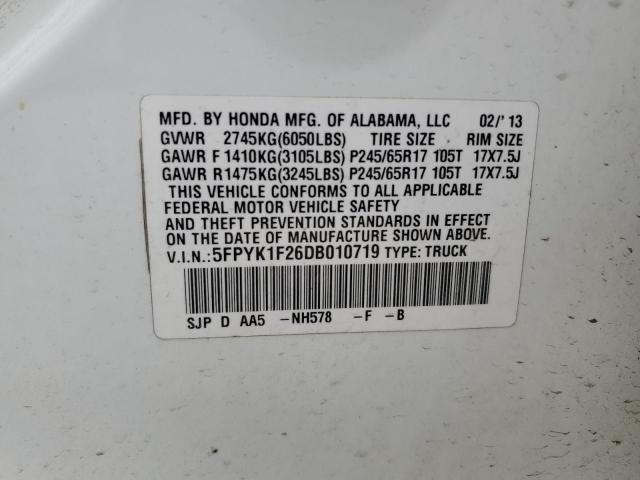 MFD. BY HONDA MFG. OF ALABAMA, LLC 02/'13
GVWR 2745KG(6050LBS) TIRE SIZE RIM SIZE
GAWR F 1410KG(3105LBS) P245/65R17 105T 17X7.5J
GAWR R1475KG(3245LBS) P245/65R17 105T 17X7.5J
THIS VEHICLE CONFORMS TO ALL APPLICABLE
FEDERAL MOTOR VEHICLE SAFETY
AND THEFT PREVENTION STANDARDS IN EFFECT
ON THE DATE OF MANUFACTURE SHOWN ABOVE.
V.I.N.:5FPYK1F26DB010719 TYPE: TRUCK
SJP D AA5 -NH578 -F -B